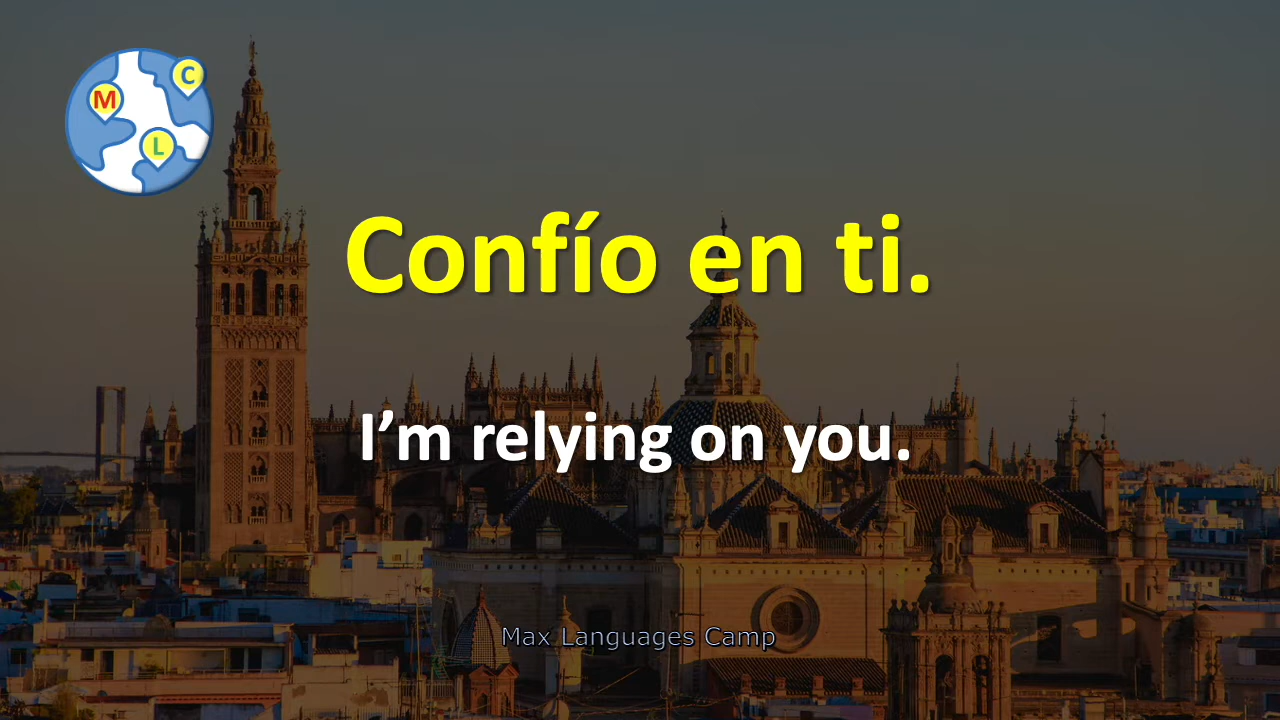 C
M
L
Confío en ti.
I’m relying on you.
Max Languages Camp